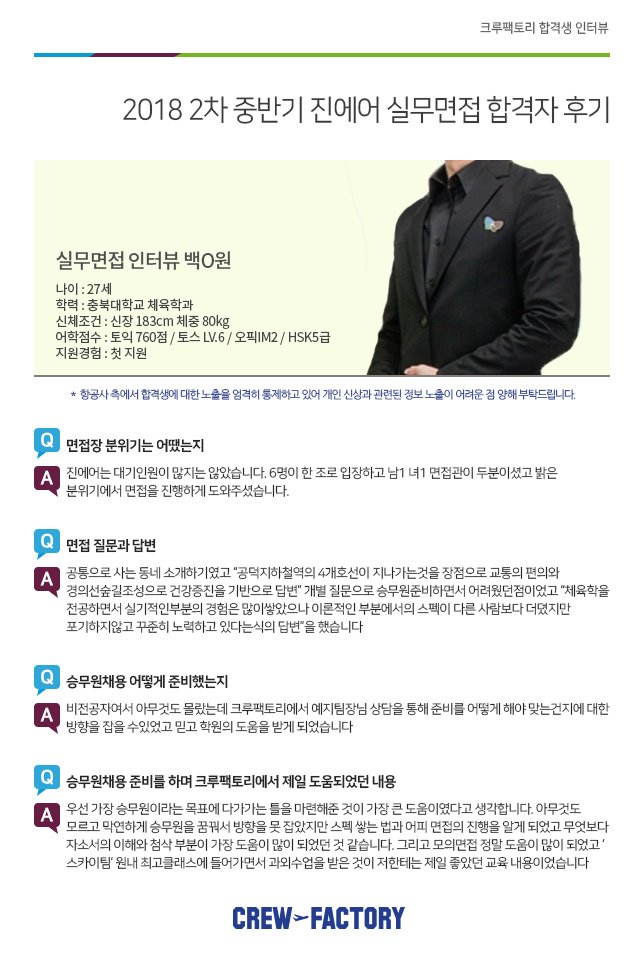 크루팩토리 합격생 인터뷰
2018 2차 중반기 진에어 실무면접 합격자 후기
실무면접 인터뷰 백O원
나이 : 27세
학력 : 충북대학교 체육학과
신체조건 : 신장 183cm 체중 80kg
어학점수 : 토익 760점 / 토스 LV.6 / 오픽IM2 / HSK5급
지원경험 : 첫 지원
* 항공사 측에서 합격생에 대한 노출을 엄격히 통제하고 있어 개인 신상과 관련된 정보 노출이 어려운 점 양해 부탁드립니다.
Q 면접장 분위기는 어땠는지
A 진에어는 대기인원이 많지는 않았습니다. 6명이 한 조로 입장하고 남1 녀1 면접관이 두분이셨고 밝은
분위기에서 면접을 진행하게 도와주셨습니다.
Q 면접 질문과 답변
A 공통으로 사는 동네 소개하기였고 “공덕지하철역의 4개호선이 지나가는것을 장점으로 교통의 편의와
경의선숲길조성으로 건강증진을 기반으로 답변” 개별 질문으로 승무원준비하면서 어려웠던점이었고 “체육학을
전공하면서 실기적인부분의 경험은 많이쌓았으나 이론적인 부분에서의 스펙이 다른 사람보다 더뎠지만
포기하지않고 꾸준히 노력하고 있다는식의 답변”을 했습니다
Q 승무원채용 어떻게 준비했는지
A 비전공자여서 아무것도 몰랐는데 크루팩토리에서 예지팀장님 상담을 통해 준비를 어떻게 해야 맞는건지에 대한
방향을 잡을 수있었고 믿고 학원의 도움을 받게 되었습니다
Q 승무원채용 준비를 하며 크루팩토리에서 제일 도움되었던 내용
A 우선 가장 승무원이라는 목표에 다가가는 틀을 마련해준 것이 가장 큰 도움이였다고 생각합니다. 아무것도
모르고 막연하게 승무원을 꿈꿔서 방향을 못 잡았지만 스펙 쌓는 법과 어피 면접의 진행을 알게 되었고 무엇보다
자소서의 이해와 첨삭 부분이 가장 도움이 많이 되었던 것 같습니다. 그리고 모의면접 정말 도움이 많이 되었고 ‘
스카이팀’ 원내 최고클래스에 들어가면서 과외수업을 받은 것이 저한테는 제일 좋았던 교육 내용이었습니다
CREW FACTORY